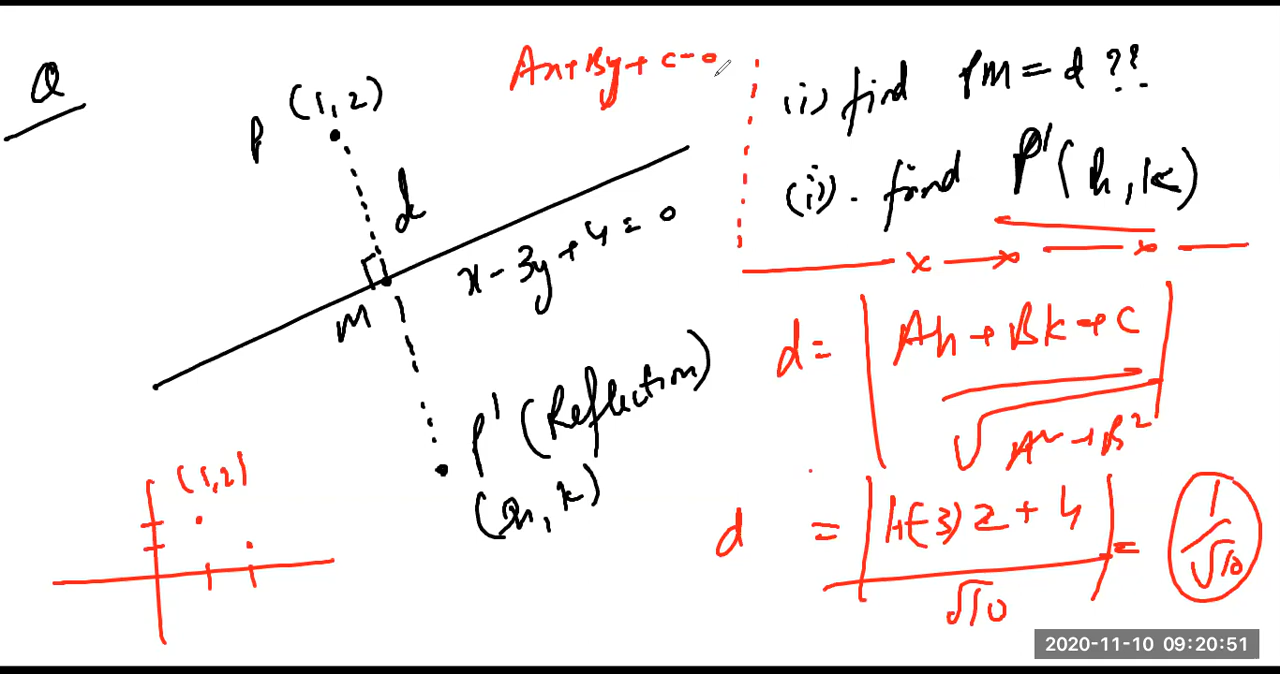 Q
P (1, 2)
d
M
x - 3y + 4 = 0
P' (Reflection)
(h, k)
(1,2)
Ax + By + c = 0
(i) find PM = d ??
(ii). find P'(h, k)
x x
d = | Ah + Bk + C / √A² + B² |
d = | 1+(-3) 2 + 4 / √10 | = 1/√10
2020-11-10 09:20:51